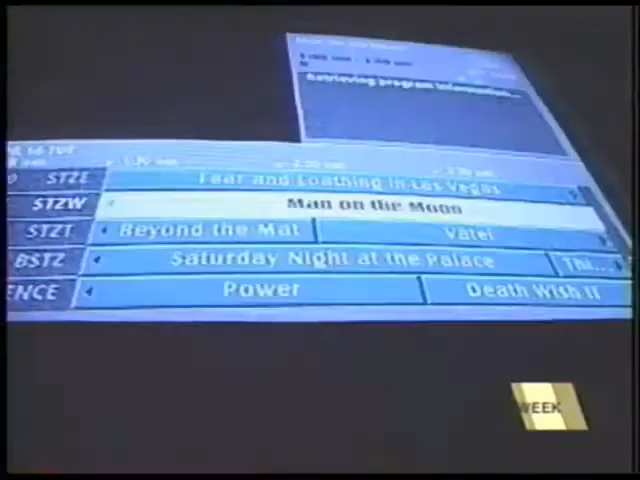 Retrieving program information...
STZE Fear and Loathing in Las Vegas
STZW Man on the Moon
STZT Beyond the Mat Vatel
BSTZ Saturday Night at the Palace Thi...
ENCE Power Death Wish II
WEEK